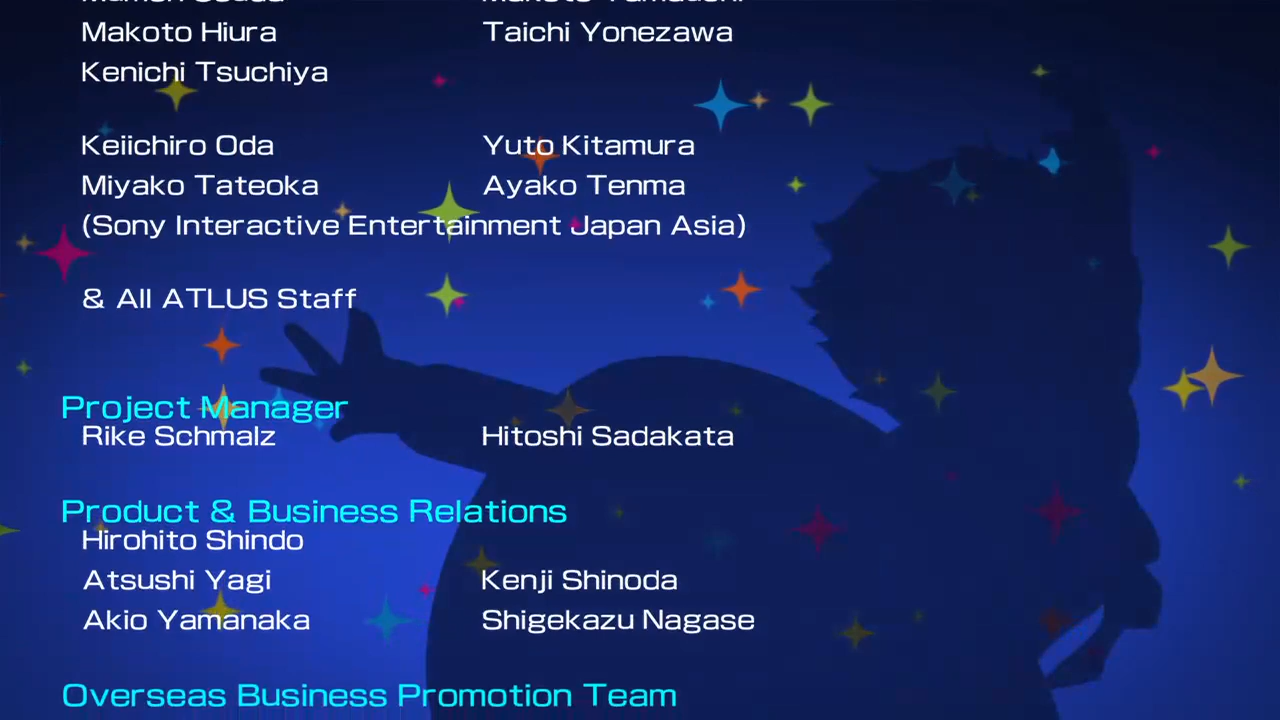 Makoto Hiura Taichi Yonezawa
Kenichi Tsuchiya
Keiichiro Oda Yuto Kitamura
Miyako Tateoka Ayako Tenma
(Sony Interactive Entertainment Japan Asia)
& All ATLUS Staff
Project Manager
Rike Schmalz Hitoshi Sadakata
Product & Business Relations
Hirohito Shindo
Atsushi Yagi Kenji Shinoda
Akio Yamanaka Shigekazu Nagase
Overseas Business Promotion Team